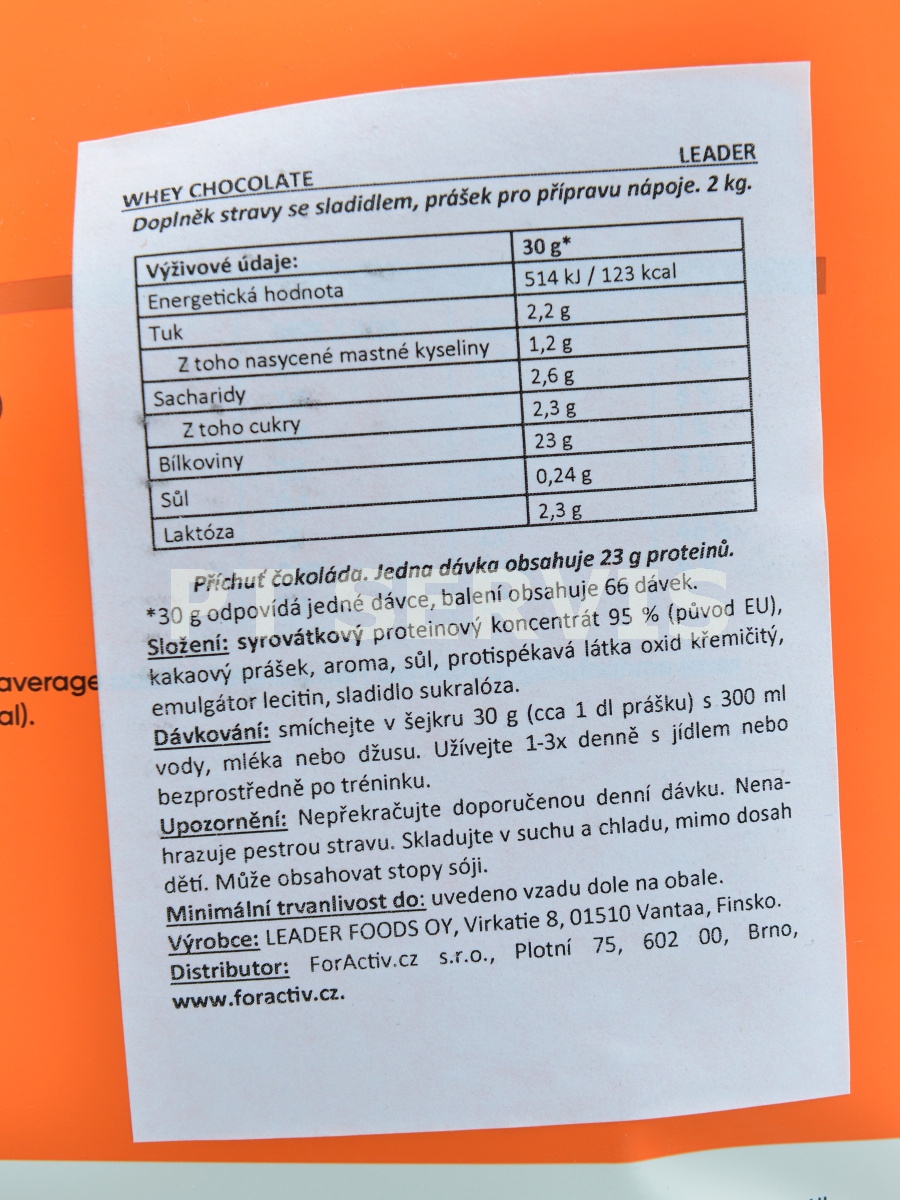 WHEY CHOCOLATE LEADER
Doplněk stravy se sladidlem, prášek pro přípravu nápoje. 2 kg.
Výživové údaje: 30 g*
Energetická hodnota 514 kJ / 123 kcal
Tuk 2,2 g
Z toho nasycené mastné kyseliny 1,2 g
Sacharidy 2,6 g
Z toho cukry 2,3 g
Bílkoviny 23 g
Sůl 0,24 g
Laktóza 2,3 g
Příchuť čokoláda. Jedna dávka obsahuje 23 g proteinů.
*30 g odpovídá jedné dávce, balení obsahuje 66 dávek.
Složení: syrovátkový proteinový koncentrát 95 % (původ EU),
kakaový prášek, aroma, sůl, protispékavá látka oxid křemičitý,
emulgátor lecitin, sladidlo sukralóza.
Dávkování: smíchejte v šejkru 30 g (cca 1 dl prášku) s 300 ml
vody, mléka nebo džusu. Užívejte 1-3x denně s jídlem nebo
bezprostředně po tréninku.
Upozornění: Nepřekračujte doporučenou denní dávku. Nena-
hrazuje pestrou stravu. Skladujte v suchu a chladu, mimo dosah
dětí. Může obsahovat stopy sóji.
Minimální trvanlivost do: uvedeno vzadu dole na obale.
Výrobce: LEADER FOODS OY, Virkatie 8, 01510 Vantaa, Finsko.
Distributor: ForActiv.cz s.r.o., Plotní 75, 602 00, Brno,
www.foractiv.cz.
average
al).
PT SERVIS